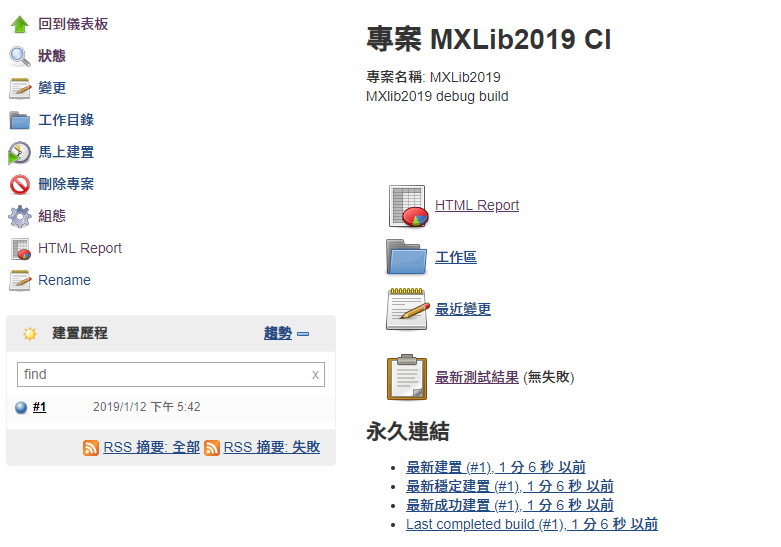 回到儀表板
狀態
變更
工作目錄
馬上建置
刪除專案
組態
HTML Report
Rename
建置歷程 趨勢
find x
#1 2019/1/12 下午 5:42
RSS 摘要: 全部 RSS 摘要: 失敗
專案 MXLib2019 CI
專案名稱: MXLib2019
MXlib2019 debug build
HTML Report
工作區
最近變更
最新測試結果 (無失敗)
永久連結
最新建置 (#1), 1 分 6 秒 以前
最新穩定建置 (#1), 1 分 6 秒 以前
最新成功建置 (#1), 1 分 6 秒 以前
Last completed build (#1), 1 分 6 秒 以前